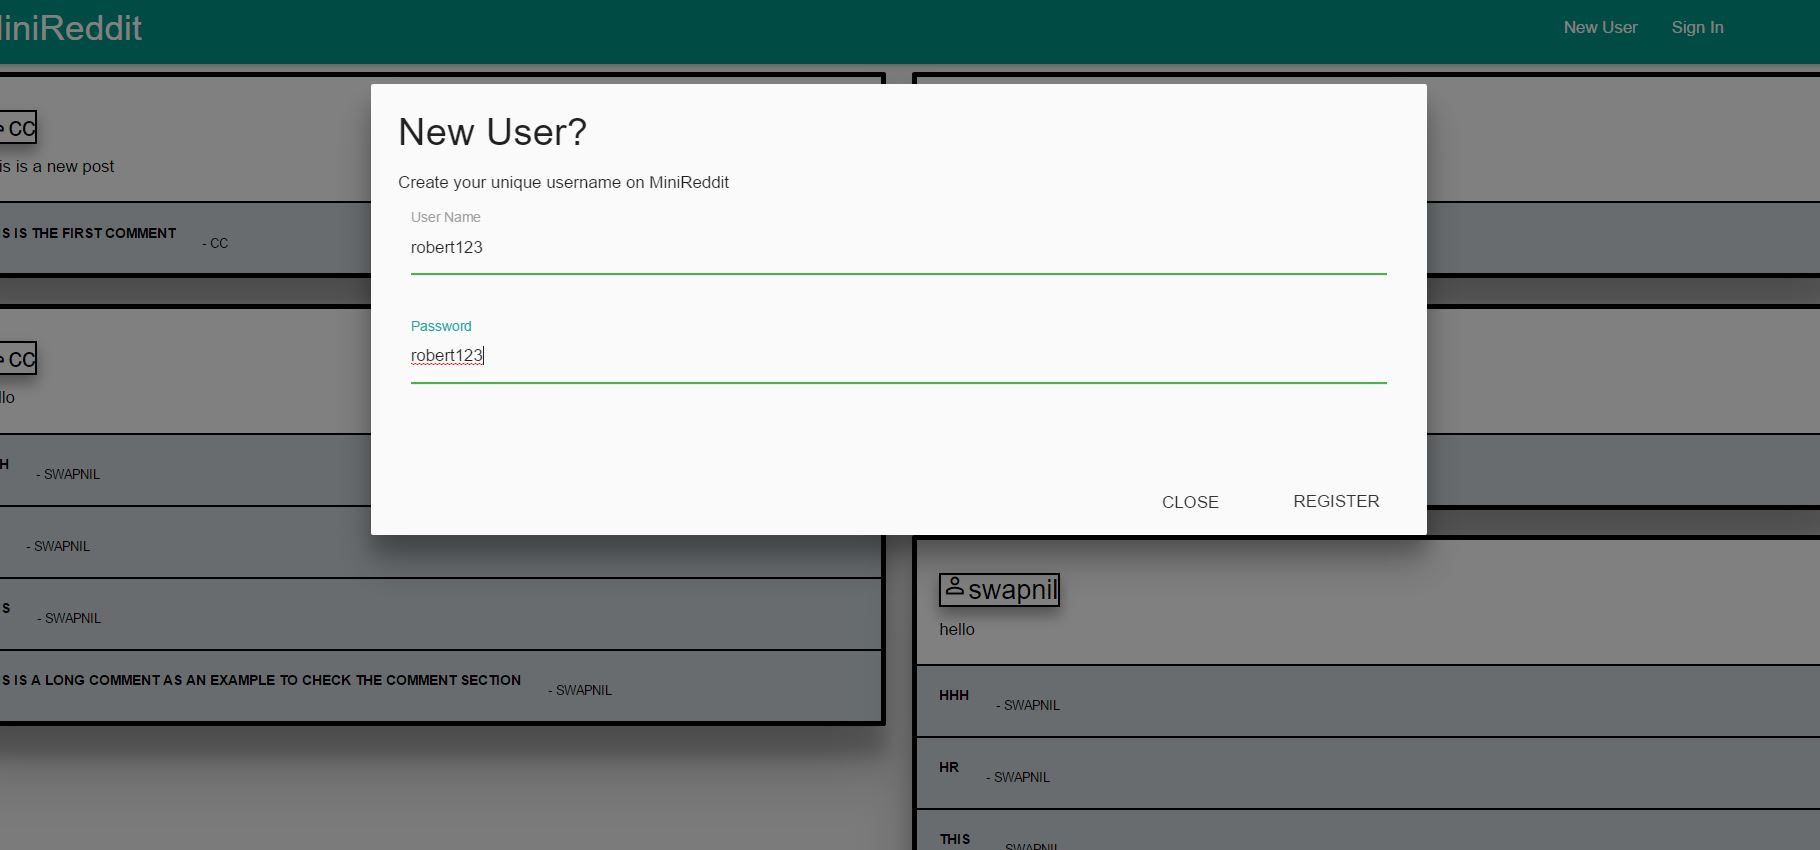 iniReddit
New User
Sign In
CC
is is a new post
S IS THE FIRST COMMENT
- CC
CC
llo
H
- SWAPNIL
- SWAPNIL
S
- SWAPNIL
S IS A LONG COMMENT AS AN EXAMPLE TO CHECK THE COMMENT SECTION
- SWAPNIL
New User?
Create your unique username on MiniReddit
User Name
robert123
Password
robert123
CLOSE
REGISTER
swapnil
hello
HHH
- SWAPNIL
HR
- SWAPNIL
THIS
- SWAPNIL